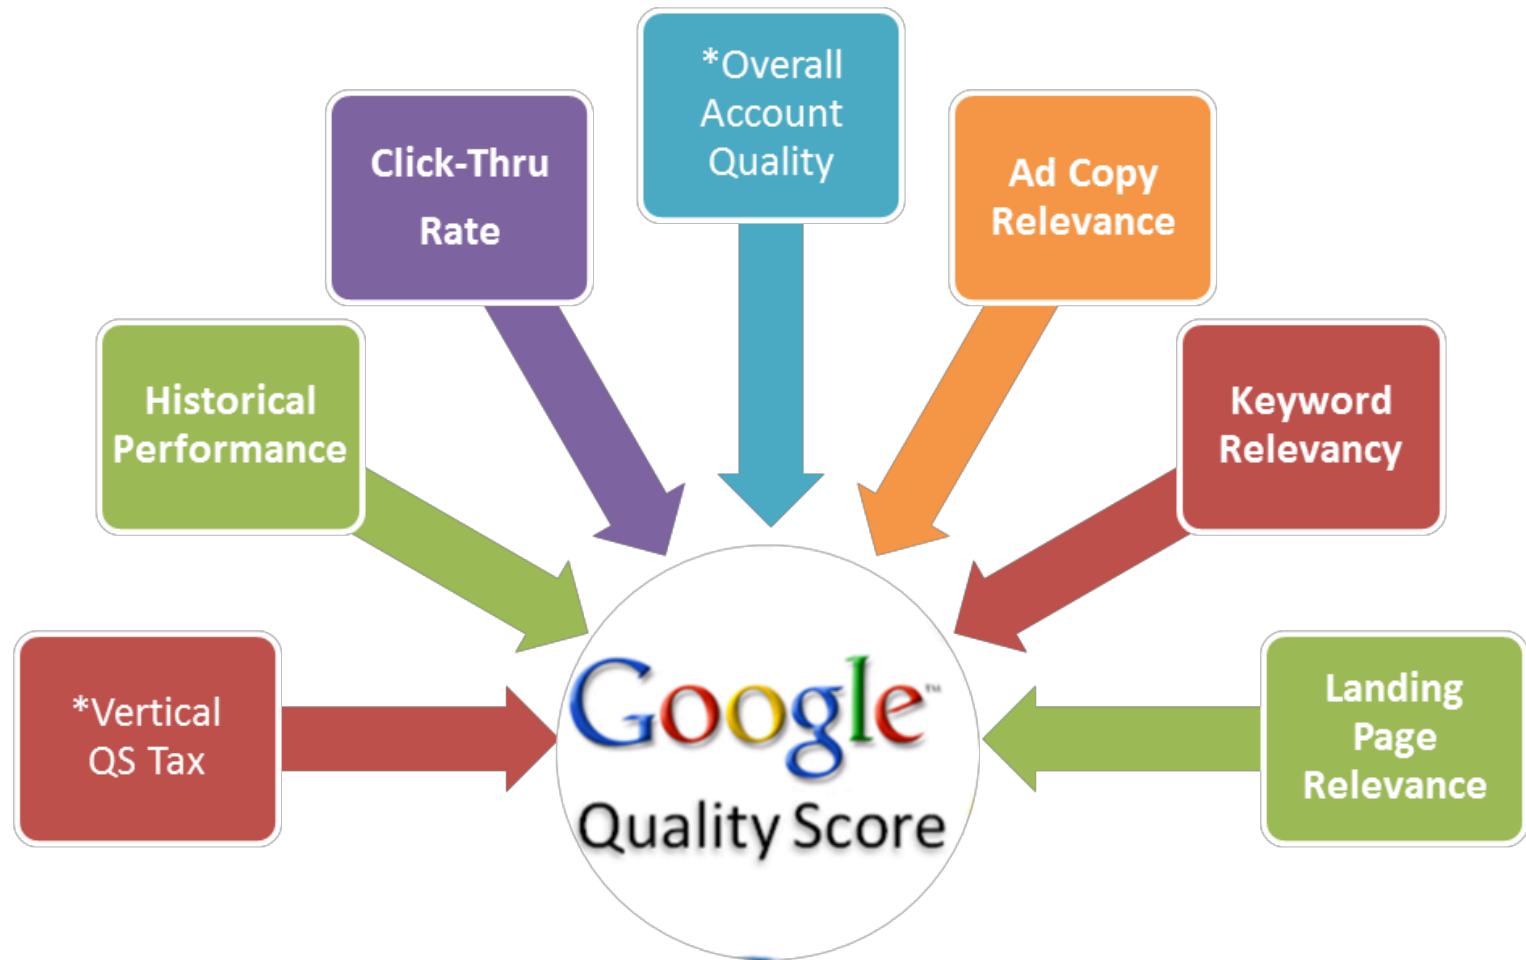 *Overall
Account
Quality
Click-Thru
Rate
Ad Copy
Relevance
Historical
Performance
Keyword
Relevancy
*Vertical
QS Tax
Landing
Page
Relevance
Google™
Quality Score